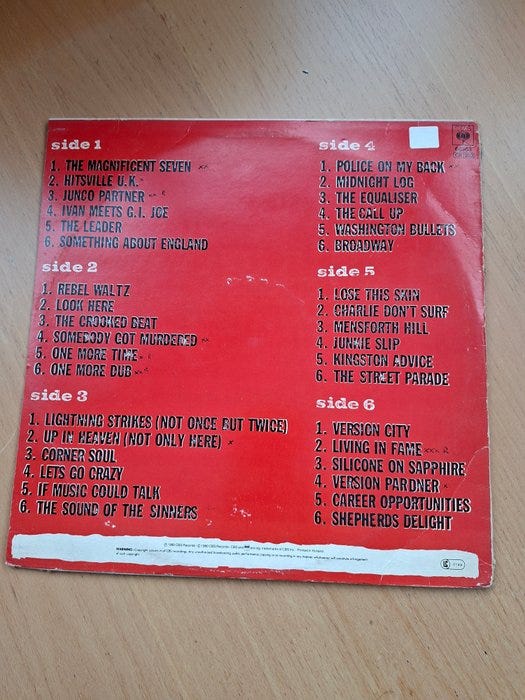 side 1
1. THE MAGNIFICENT SEVEN xx
2. HITSVILLE U.K.
3. JUNCO PARTNER
4. IVAN MEETS G.I. JOE
5. THE LEADER
6. SOMETHING ABOUT ENGLAND
side 2
1. REBEL WALTZ
2. LOOK HERE
3. THE CROOKED BEAT
4. SOMEBODY GOT MURDERED xx
5. ONE MORE TIME
6. ONE MORE DUB
side 3
1. LIGHTNING STRIKES (NOT ONCE BUT TWICE)
2. UP IN HEAVEN (NOT ONLY HERE) x
3. CORNER SOUL
4. LETS GO CRAZY
5. IF MUSIC COULD TALK
6. THE SOUND OF THE SINNERS
side 4
1. POLICE ON MY BACK
2. MIDNIGHT LOG
3. THE EQUALISER
4. THE CALL UP
5. WASHINGTON BULLETS
6. BROADWAY
side 5
1. LOSE THIS SKIN
2. CHARLIE DON'T SURF
3. MENSFORTH HILL
4. JUNKIE SLIP
5. KINGSTON ADVICE
6. THE STREET PARADE
side 6
1. VERSION CITY
2. LIVING IN FAME
3. SILICONE ON SAPPHIRE
4. VERSION PARDNER x
5. CAREER OPPORTUNITIES
6. SHEPHERDS DELIGHT